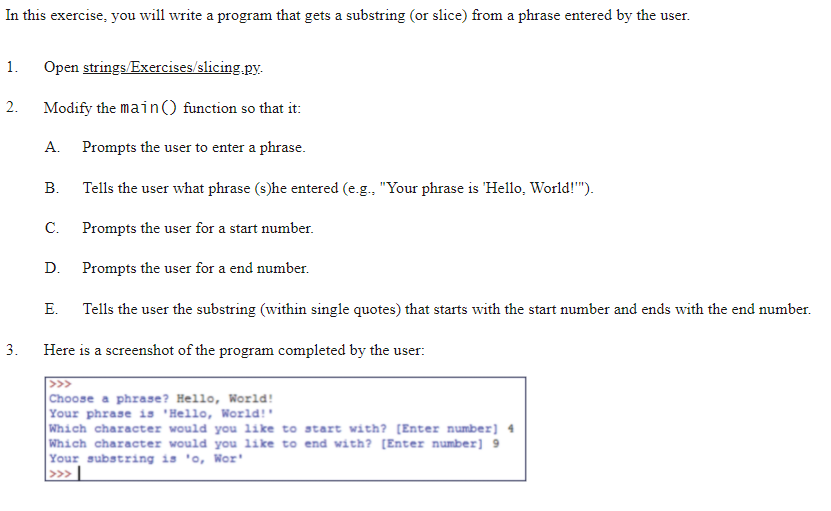 In this exercise, you will write a program that gets a substring (or slice) from a phrase entered by the user.
1. Open strings/Exercises/slicing.py.
2. Modify the main() function so that it:
A. Prompts the user to enter a phrase.
B. Tells the user what phrase (s)he entered (e.g., "Your phrase is 'Hello, World!'").
C. Prompts the user for a start number.
D. Prompts the user for a end number.
E. Tells the user the substring (within single quotes) that starts with the start number and ends with the end number.
3. Here is a screenshot of the program completed by the user:
>>>
Choose a phrase? Hello, World!
Your phrase is 'Hello, World!'
Which character would you like to start with? [Enter number] 4
Which character would you like to end with? [Enter number] 9
Your substring is 'o, Wor'
>>>